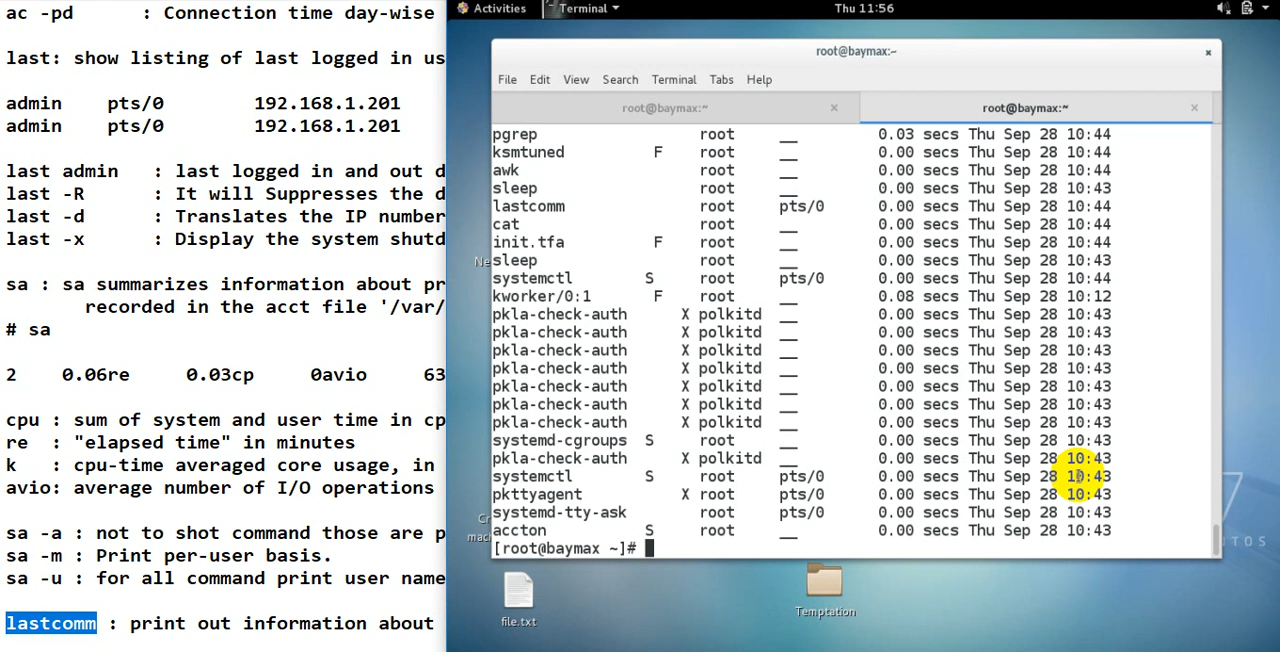 ac -pd : Connection time day-wise
last: show listing of last logged in us
admin pts/0 192.168.1.201
admin pts/0 192.168.1.201
last admin : last logged in and out d
last -R : It will Suppresses the d
last -d : Translates the IP number
last -x : Display the system shutd
sa : sa summarizes information about pr
recorded in the acct file '/var/
# sa
2 0.06re 0.03cp 0avio 63
cpu : sum of system and user time in cp
re : "elapsed time" in minutes
k : cpu-time averaged core usage, in
avio: average number of I/O operations
sa -a : not to shot command those are p
sa -m : Print per-user basis.
sa -u : for all command print user name
lastcomm : print out information about
Activities Terminal Thu 11:56
root@baymax:~
File Edit View Search Terminal Tabs Help
root@baymax:~ × root@baymax:~ ×
pgrep root __ 0.03 secs Thu Sep 28 10:44
ksmtuned F root __ 0.00 secs Thu Sep 28 10:44
awk root __ 0.00 secs Thu Sep 28 10:44
sleep root __ 0.00 secs Thu Sep 28 10:43
lastcomm root pts/0 0.00 secs Thu Sep 28 10:44
cat root __ 0.00 secs Thu Sep 28 10:44
init.tfa F root __ 0.00 secs Thu Sep 28 10:44
sleep root __ 0.00 secs Thu Sep 28 10:43
systemctl S root pts/0 0.00 secs Thu Sep 28 10:44
kworker/0:1 F root __ 0.08 secs Thu Sep 28 10:12
pkla-check-auth X polkitd __ 0.00 secs Thu Sep 28 10:43
pkla-check-auth X polkitd __ 0.00 secs Thu Sep 28 10:43
pkla-check-auth X polkitd __ 0.00 secs Thu Sep 28 10:43
pkla-check-auth X polkitd __ 0.00 secs Thu Sep 28 10:43
pkla-check-auth X polkitd __ 0.00 secs Thu Sep 28 10:43
pkla-check-auth X polkitd __ 0.00 secs Thu Sep 28 10:43
pkla-check-auth X polkitd __ 0.00 secs Thu Sep 28 10:43
systemd-cgroups S root __ 0.00 secs Thu Sep 28 10:43
pkla-check-auth X polkitd __ 0.00 secs Thu Sep 28 10:43
systemctl S root pts/0 0.00 secs Thu Sep 28 10:43
pkttyagent X root pts/0 0.00 secs Thu Sep 28 10:43
systemd-tty-ask root pts/0 0.00 secs Thu Sep 28 10:43
accton S root __ 0.00 secs Thu Sep 28 10:43
[root@baymax ~]#
Ne
Cr
mach
7
TOS
file.txt
Temptation